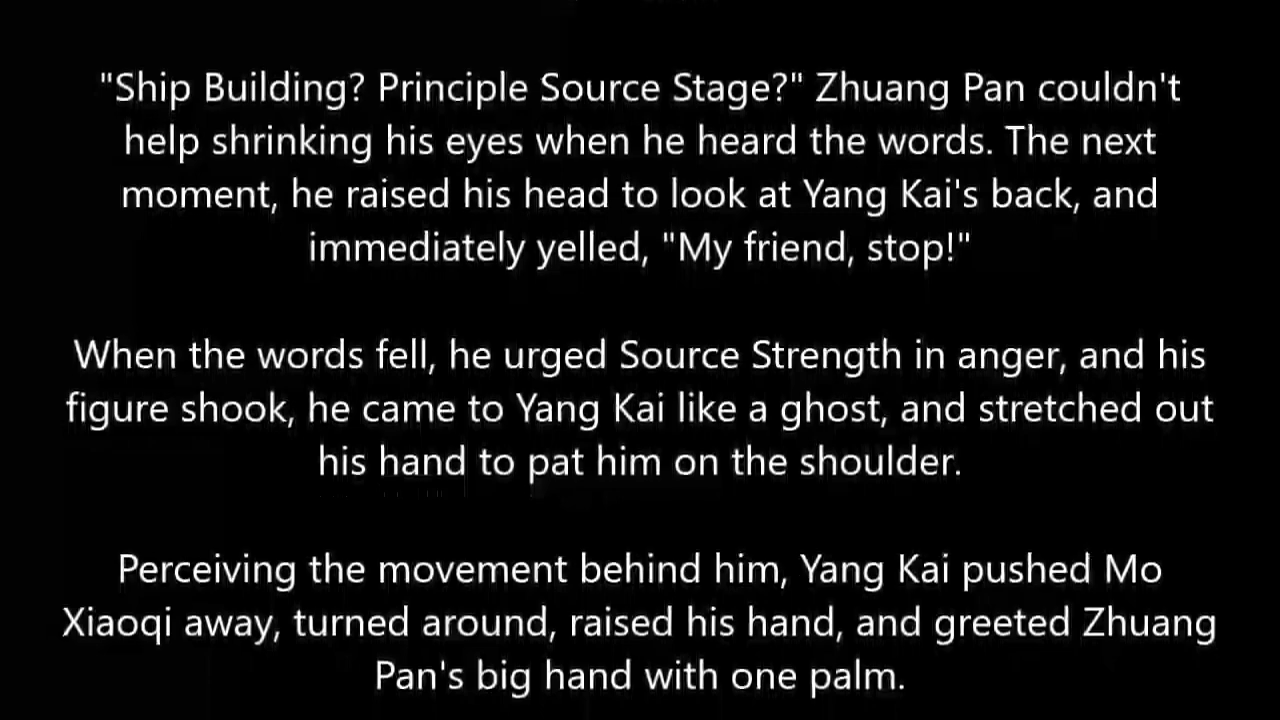 "Ship Building? Principle Source Stage?" Zhuang Pan couldn't
help shrinking his eyes when he heard the words. The next
moment, he raised his head to look at Yang Kai's back, and
immediately yelled, "My friend, stop!"
When the words fell, he urged Source Strength in anger, and his
figure shook, he came to Yang Kai like a ghost, and stretched out
his hand to pat him on the shoulder.
Perceiving the movement behind him, Yang Kai pushed Mo
Xiaoqi away, turned around, raised his hand, and greeted Zhuang
Pan's big hand with one palm.